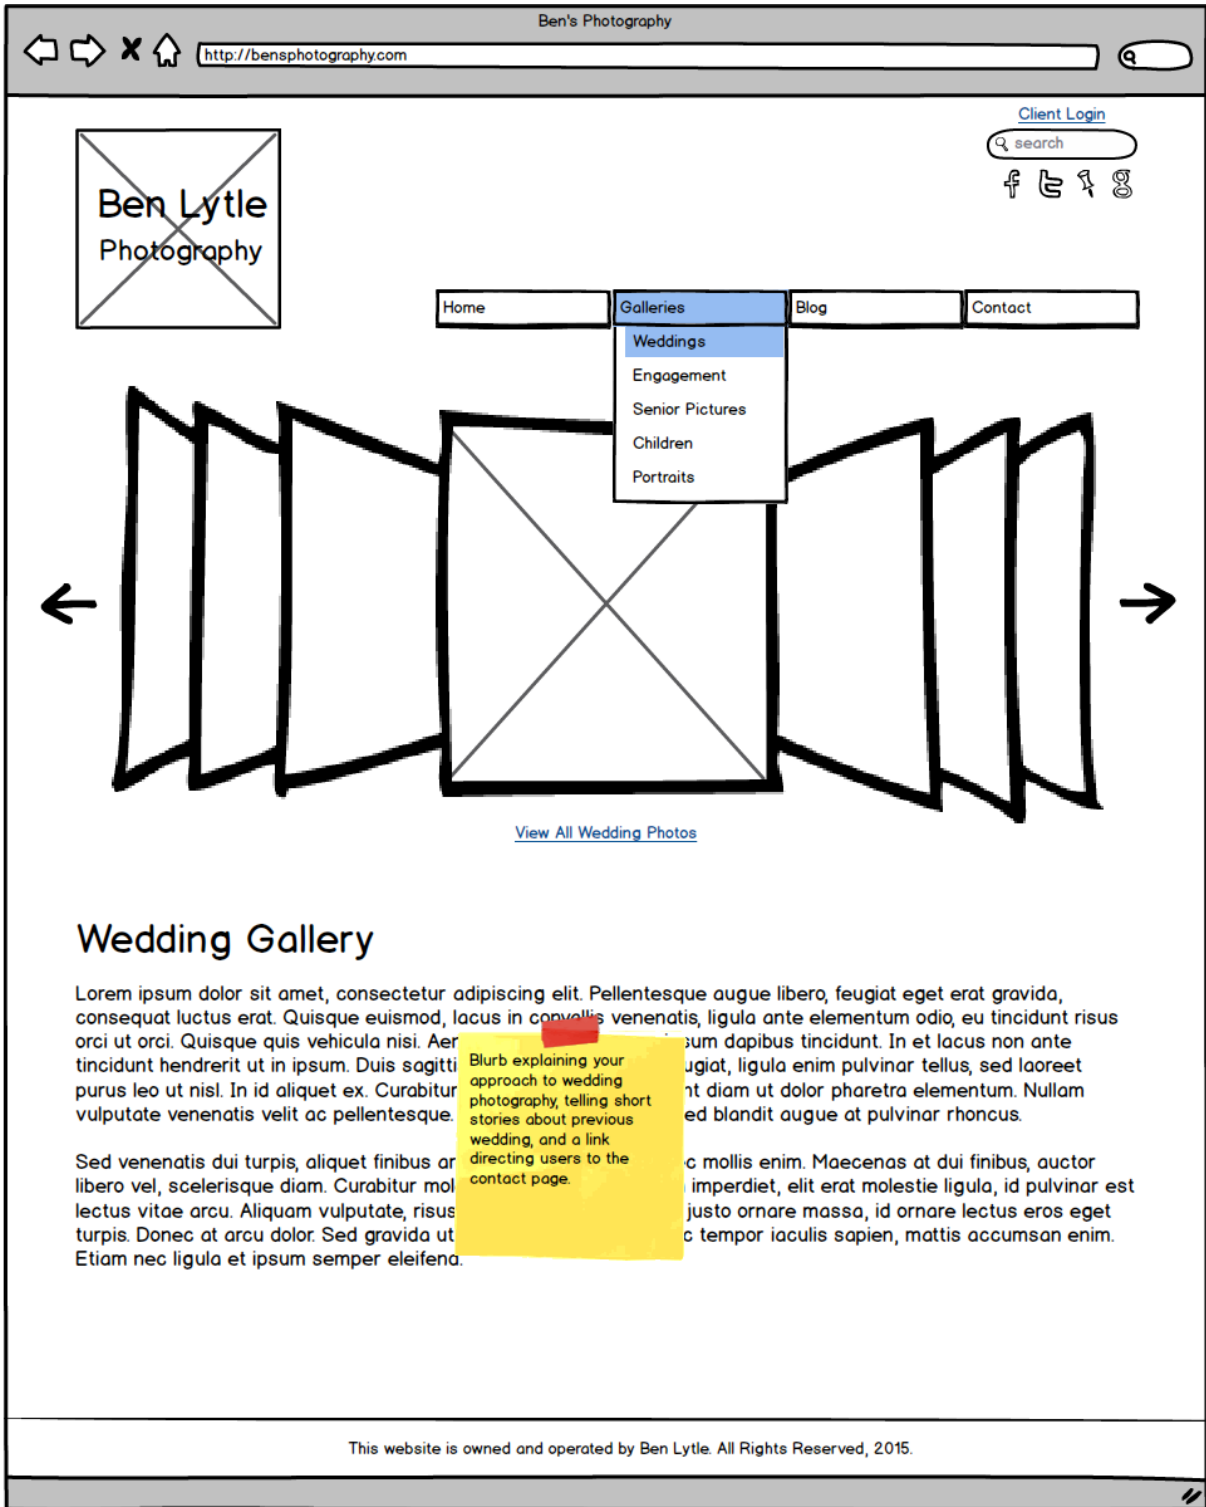 Ben's Photography
http://bensphotography.com
Client Login
search
Ben Lytle
Photography
Home
Galleries
Blog
Contact
Weddings
Engagement
Senior Pictures
Children
Portraits
View All Wedding Photos
Wedding Gallery
Lorem ipsum dolor sit amet, consectetur adipiscing elit. Pellentesque augue libero, feugiat eget erat gravida,
consequat luctus erat. Quisque euismod, lacus in convallis venenatis, ligula ante elementum odio, eu tincidunt risus
orci ut orci. Quisque quis vehicula nisi. dapibus tincidunt. In et lacus non ante
tincidunt hendrerit ut in ipsum. Duis ligula enim pulvinar tellus, sed laoreet
purus leo ut nisl. In id aliquet ex. Curabitur diam ut dolor pharetra elementum. Nullam
vulputate venenatis velit ac pellentesque. blandit augue at pulvinar rhoncus.
Sed venenatis dui turpis, aliquet finibus mollis enim. Maecenas at dui finibus, auctor
libero vel, scelerisque diam. Curabitur imperdiet, elit erat molestie ligula, id pulvinar est
lectus vitae arcu. Aliquam vulputate, risus justo ornare massa, id ornare lectus eros eget
turpis. Donec at arcu dolor. Sed gravida ut tempor iaculis sapien, mattis accumsan enim.
Etiam nec ligula et ipsum semper eleifend.
Blurb explaining your
approach to wedding
photography, telling short
stories about previous
wedding, and a link
directing users to the
contact page.
This website is owned and operated by Ben Lytle. All Rights Reserved, 2015.